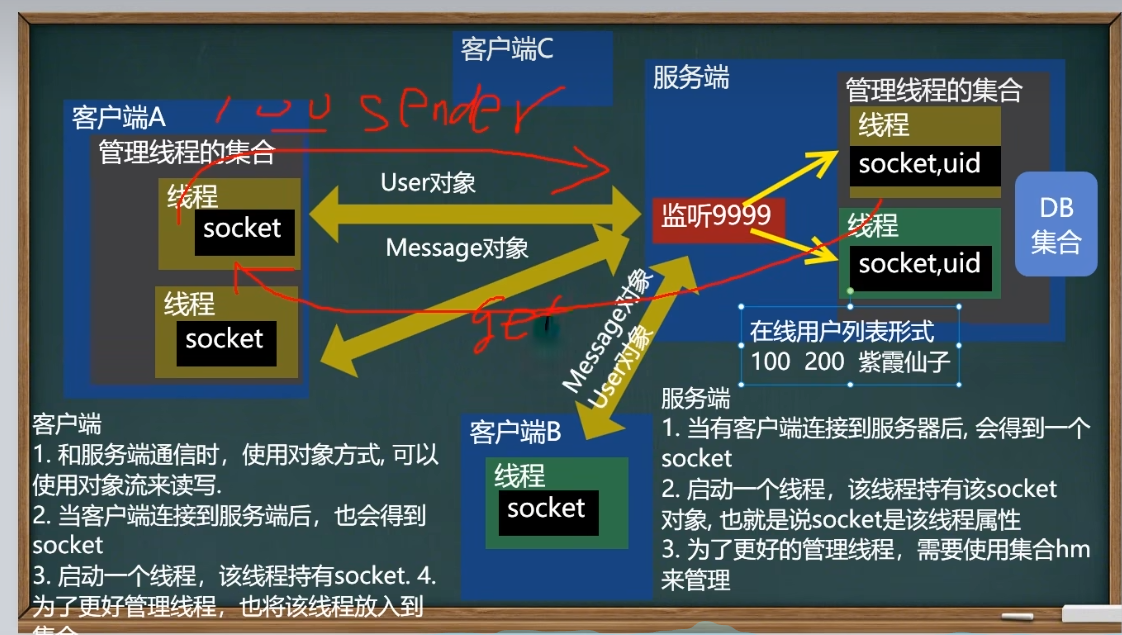 客户端C
服务端
管理线程的集合
线程
socket,uid
监听9999
线程
socket,uid
DB
集合
在线用户列表形式
100 200 紫霞仙子
客户端A
100 sender
管理线程的集合
线程
socket
User对象
Message对象
线程
socket
get
Message对象
User对象
客户端B
线程
socket
客户端
1. 和服务端通信时，使用对象方式, 可以
使用对象流来读写.
2. 当客户端连接到服务端后，也会得到
socket
3. 启动一个线程，该线程持有socket. 4.
为了更好管理线程，也将该线程放入到
集合
服务端
1. 当有客户端连接到服务器后, 会得到一个
socket
2. 启动一个线程，该线程持有该socket
对象, 也就是说socket是该线程属性
3. 为了更好的管理线程，需要使用集合hm
来管理